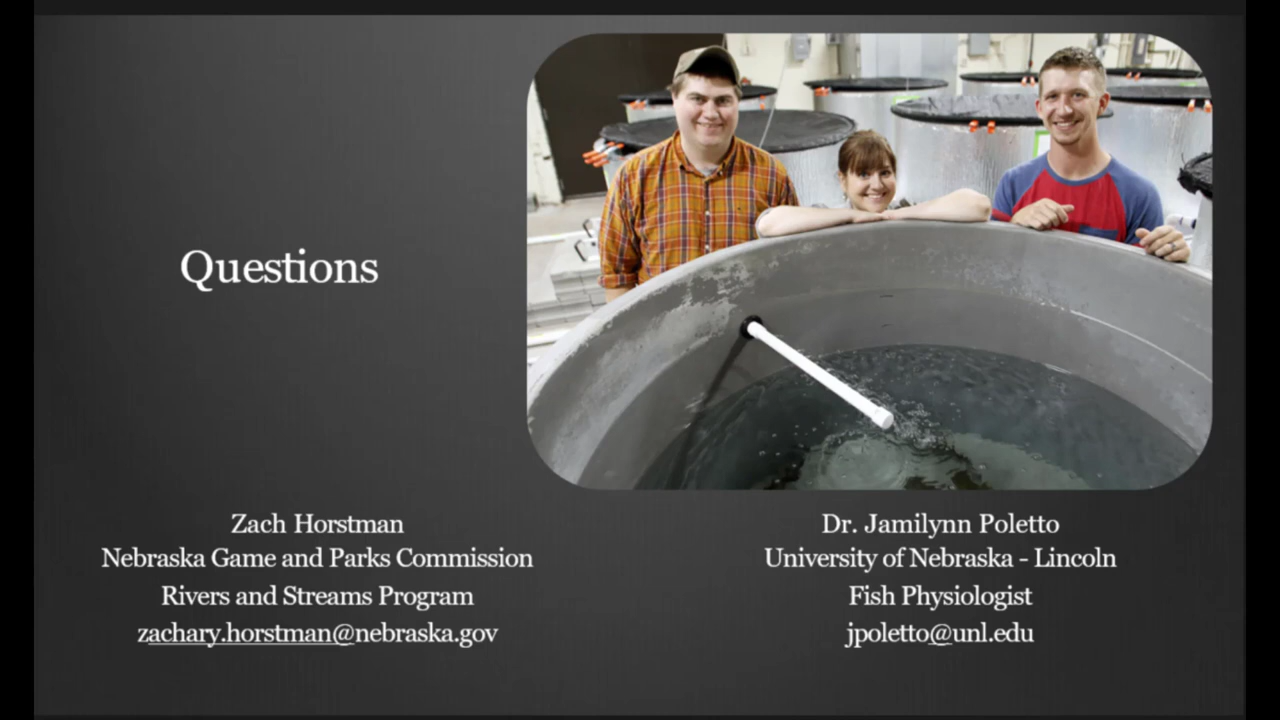 Questions
Zach Horstman
Nebraska Game and Parks Commission
Rivers and Streams Program
zachary.horstman@nebraska.gov
Dr. Jamilynn Poletto
University of Nebraska - Lincoln
Fish Physiologist
jpoletto@unl.edu